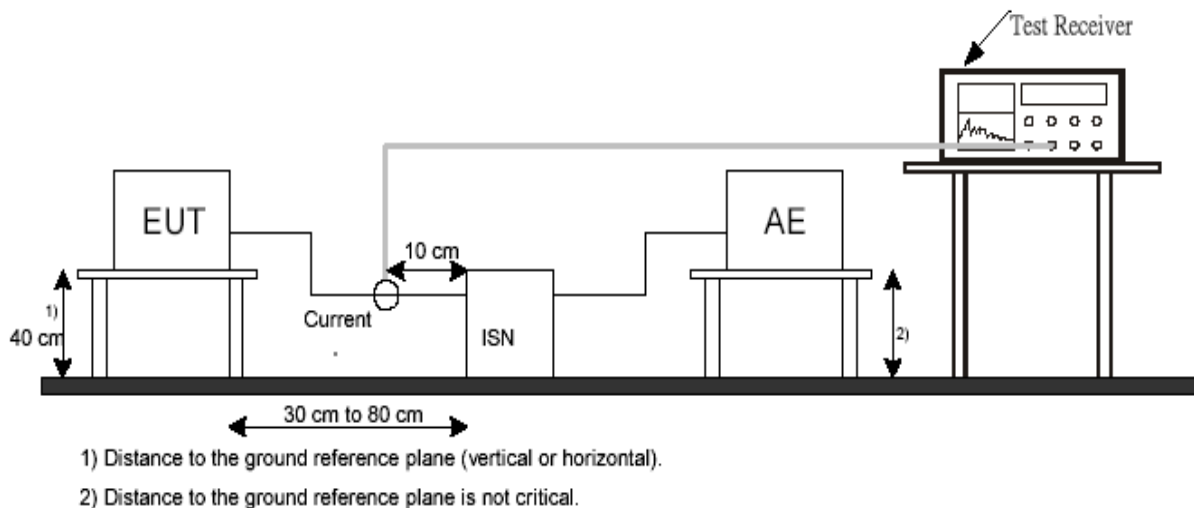 Test Receiver
EUT
AE
10 cm
1)
40 cm
Current
ISN
2)
30 cm to 80 cm
1) Distance to the ground reference plane (vertical or horizontal).
2) Distance to the ground reference plane is not critical.